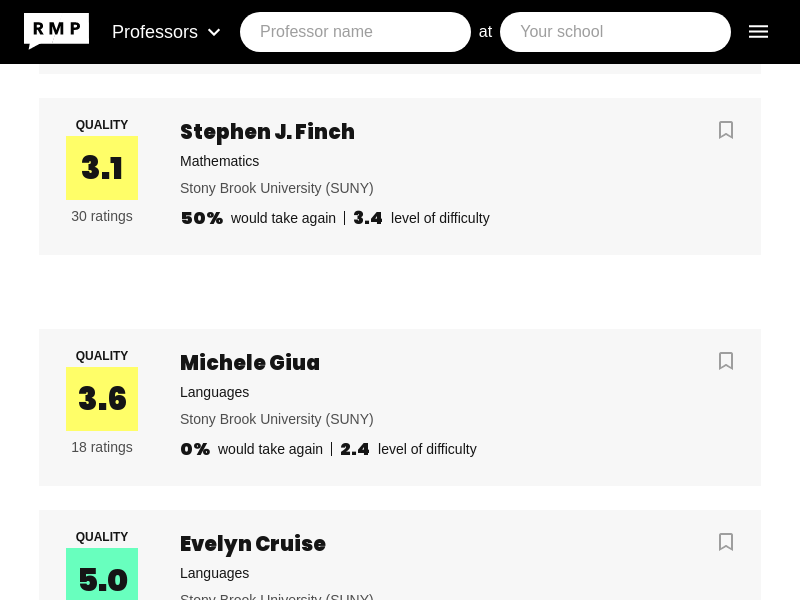 RMP
Professors
Professor name
at
Your school
QUALITY
3.1
30 ratings
Stephen J. Finch
Mathematics
Stony Brook University (SUNY)
50% would take again
3.4 level of difficulty
QUALITY
3.6
18 ratings
Michele Giua
Languages
Stony Brook University (SUNY)
0% would take again
2.4 level of difficulty
QUALITY
5.0
Evelyn Cruise
Languages
Stony Brook University (SUNY)